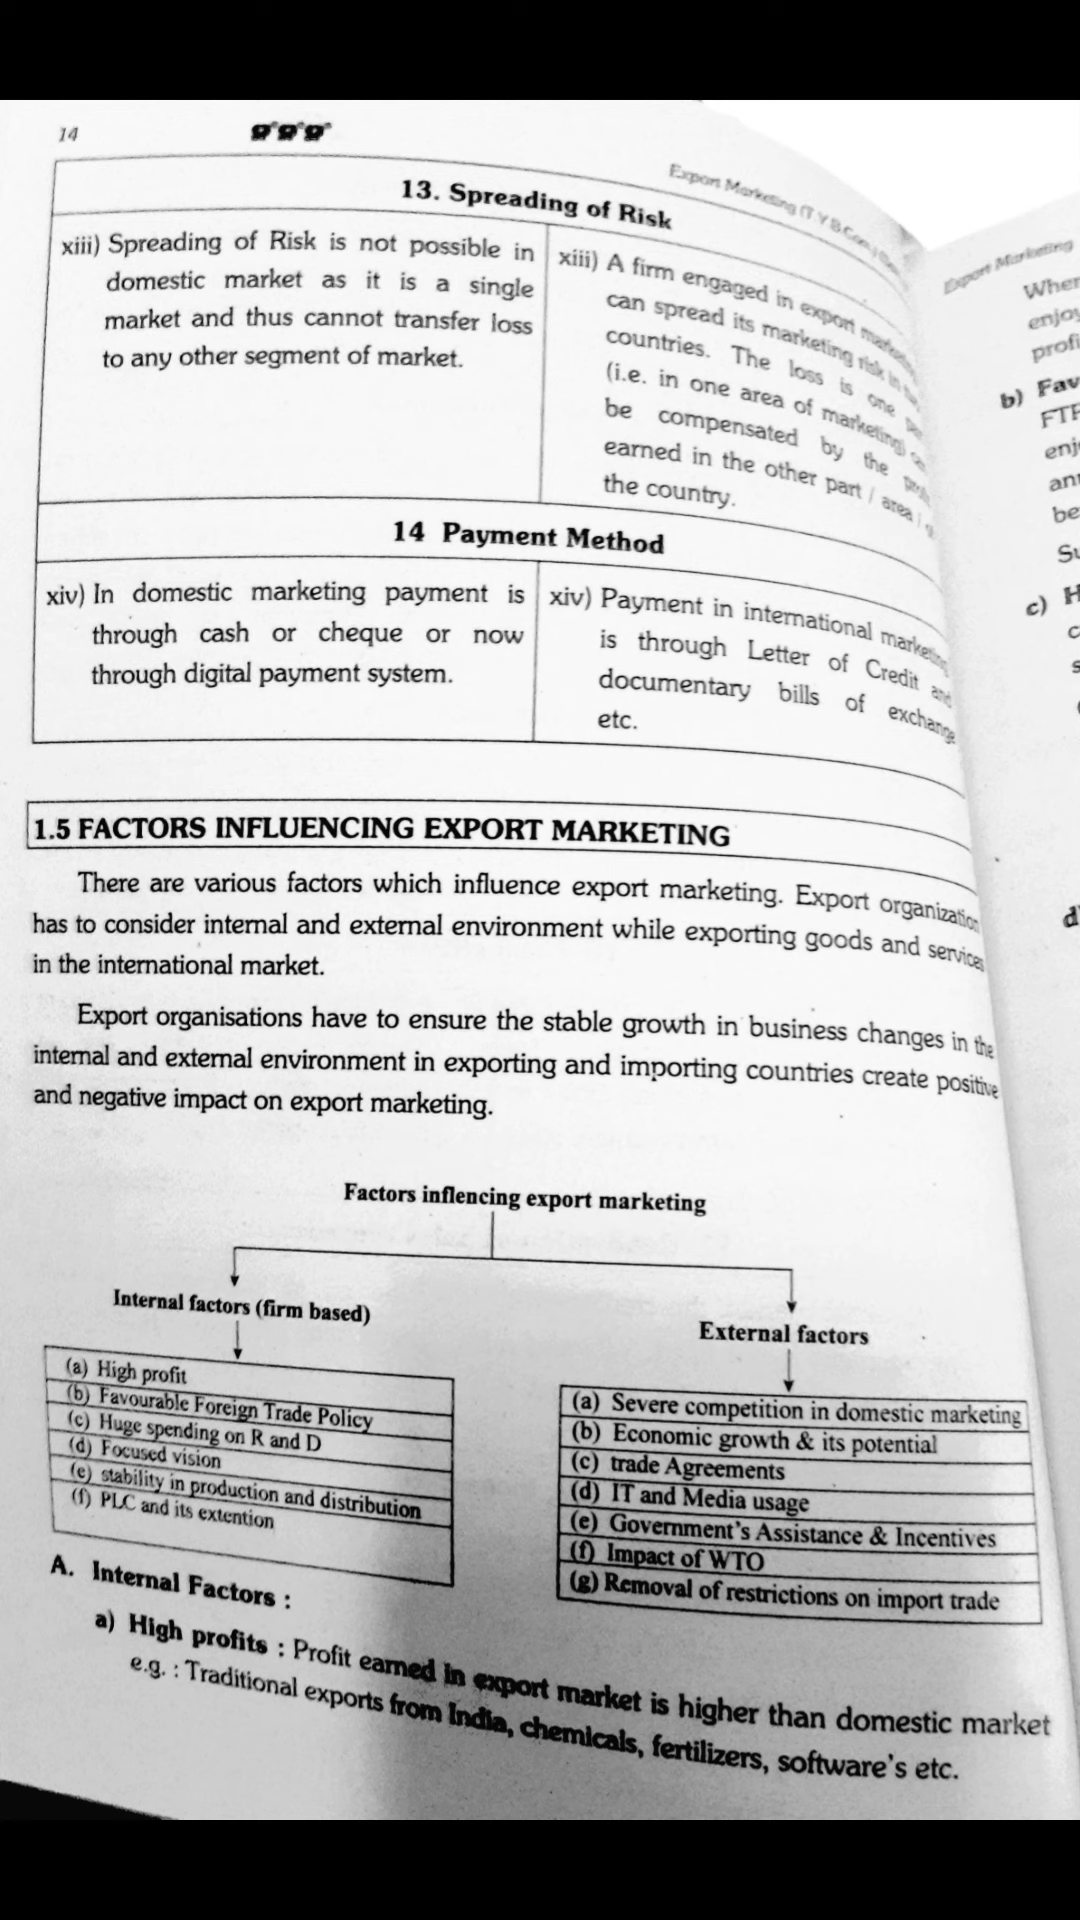 14
Export Marketing (T.Y.B.Com.)
13. Spreading of Risk
xiii) Spreading of Risk is not possible in
domestic market as it is a single
market and thus cannot transfer loss
to any other segment of market.
xiii) A firm engaged in export
can spread its marketing risk in
countries. The loss is one
(i.e. in one area of marketing)
be compensated by the
earned in the other part / area /
the country.
14 Payment Method
xiv) In domestic marketing payment is
through cash or cheque or now
through digital payment system.
xiv) Payment in international marketing
is through Letter of Credit and
documentary bills of exchange
etc.
1.5 FACTORS INFLUENCING EXPORT MARKETING
There are various factors which influence export marketing. Export organization
has to consider internal and external environment while exporting goods and services
in the international market.
Export organisations have to ensure the stable growth in business changes in the
internal and external environment in exporting and importing countries create positive
and negative impact on export marketing.
Factors inflencing export marketing
Internal factors (firm based)
(a) High profit
(b) Favourable Foreign Trade Policy
(c) Huge spending on R and D
(d) Focused vision
(e) stability in production and distribution
(f) PLC and its extention
External factors
(a) Severe competition in domestic marketing
(b) Economic growth & its potential
(c) trade Agreements
(d) IT and Media usage
(e) Government's Assistance & Incentives
(f) Impact of WTO
(g) Removal of restrictions on import trade
A. Internal Factors :
a) High profits : Profit earned in export market is higher than domestic market
e.g. : Traditional exports from India, chemicals, fertilizers, software's etc.
Export Marketing
b)
c)